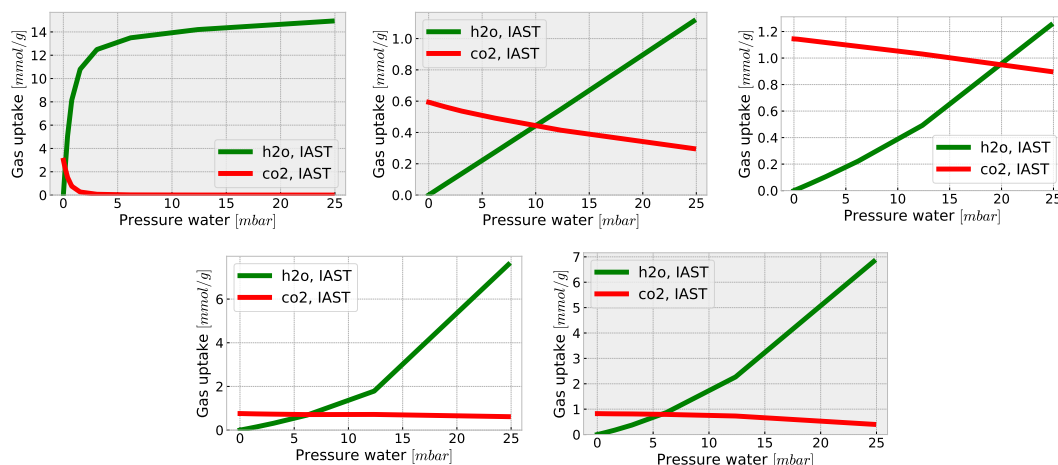 Gas uptake [mmol/g]
14
12
10
8
6
4
2
0
h2o, IAST
co2, IAST
0 5 10 15 20 25
Pressure water [mbar]
Gas uptake [mmol/g]
1.0
0.8
0.6
0.4
0.2
0.0
h2o, IAST
co2, IAST
0 5 10 15 20 25
Pressure water [mbar]
Gas uptake [mmol/g]
1.2
1.0
0.8
0.6
0.4
0.2
0.0
h2o, IAST
co2, IAST
0 5 10 15 20 25
Pressure water [mbar]
Gas uptake [mmol/g]
6
4
2
0
h2o, IAST
co2, IAST
0 5 10 15 20 25
Pressure water [mbar]
Gas uptake [mmol/g]
7
6
5
4
3
2
1
0
h2o, IAST
co2, IAST
0 5 10 15 20 25
Pressure water [mbar]